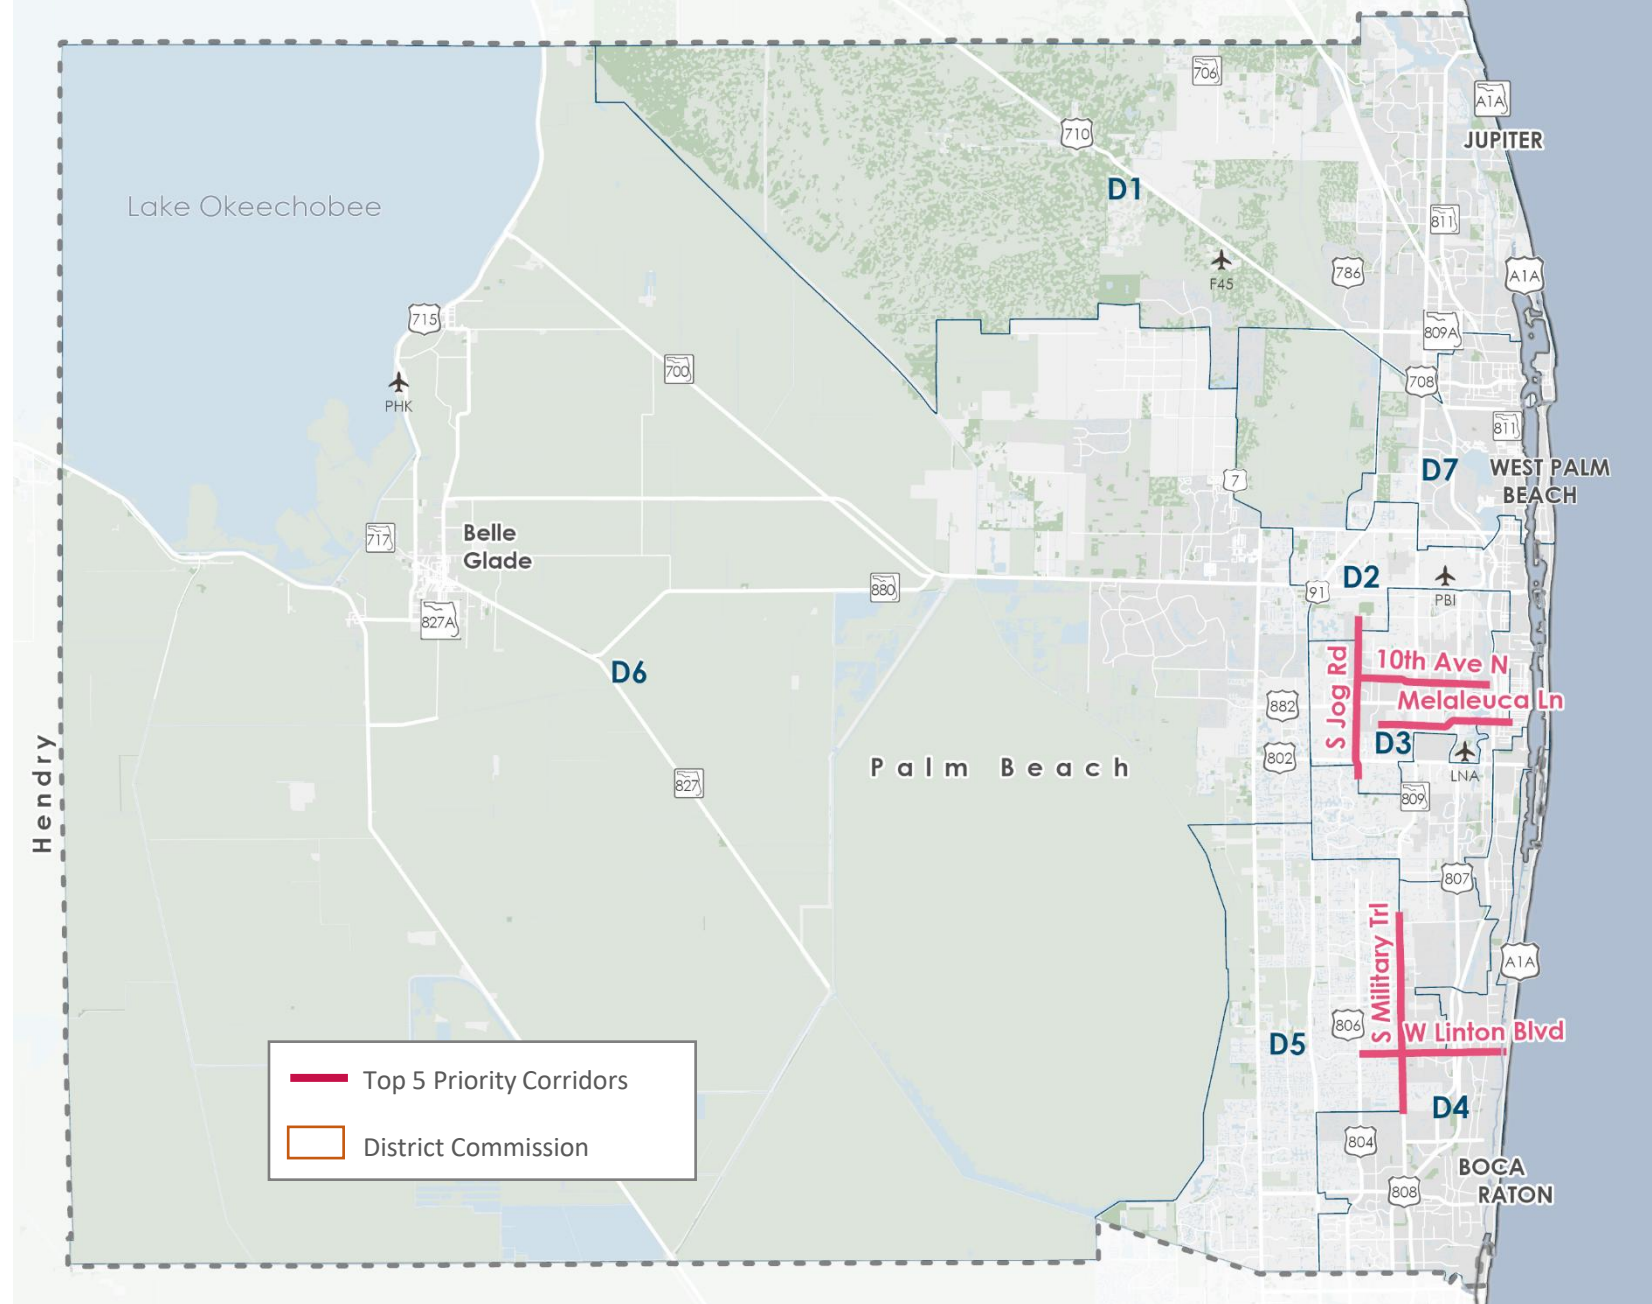 706
A1A
JUPITER
710
D1
Lake Okeechobee
811
786
A1A
F45
715
809A
700
708
PHK
811
D7
WEST PALM
BEACH
7
717
Belle
Glade
D2
PBI
880
91
827A
D6
S Jog Rd
10th Ave N
Melaleuca Ln
882
D3
802
LNA
Palm Beach
Hendry
827
809
807
S Military Trl
A1A
806
W Linton Blvd
D5
D4
804
BOCA
RATON
808
Top 5 Priority Corridors
District Commission